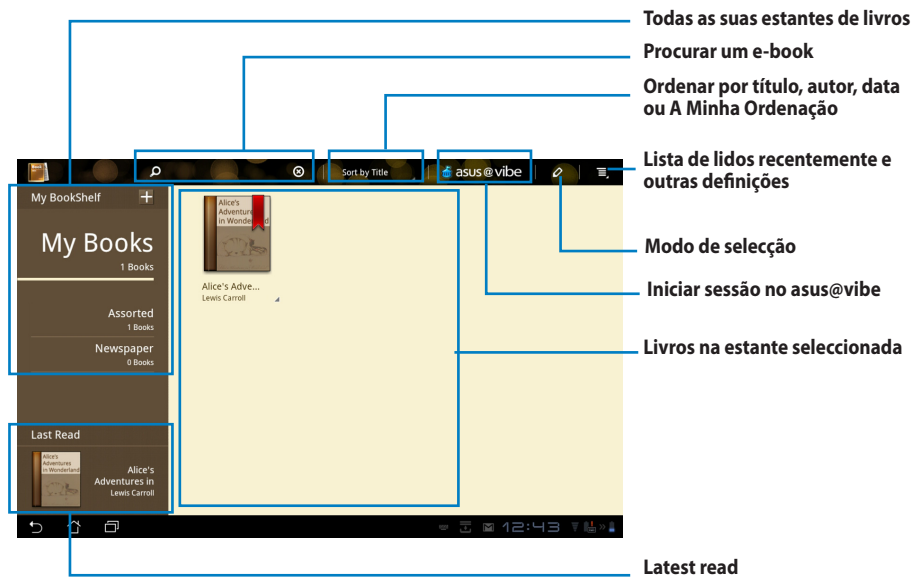 Todas as suas estantes de livros
Procurar um e-book
Ordenar por título, autor, data
ou A Minha Ordenação
Lista de lidos recentemente e
outras definições
Modo de selecção
Iniciar sessão no asus@vibe
Livros na estante seleccionada
Latest read
Sort by Title
asus@vibe
My BookShelf
My Books
1 Books
Assorted
1 Books
Newspaper
0 Books
Alice's
Adventures
in Wonderland
Alice's Adve...
Lewis Carroll
Last Read
Alice's
Adventures
in Wonderland
Alice's
Adventures in
Lewis Carroll
12:43